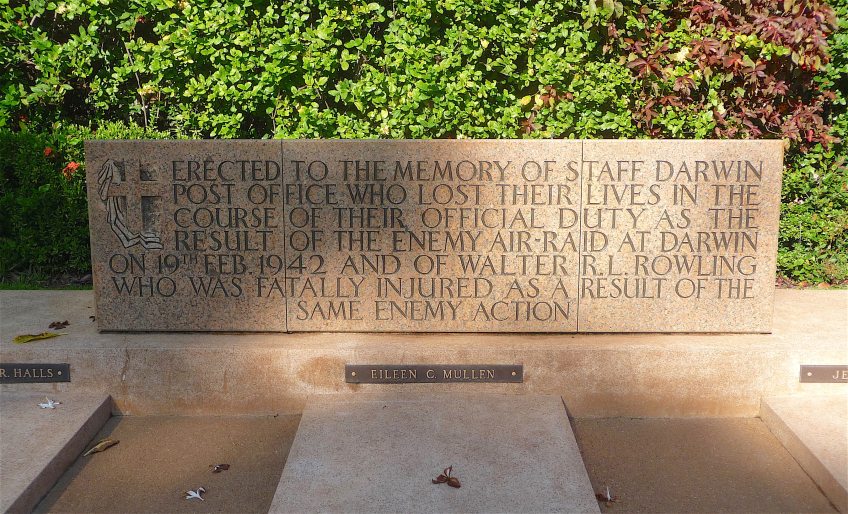 ERECTED TO THE MEMORY OF STAFF DARWIN
POST OFFICE WHO LOST THEIR LIVES IN THE
COURSE OF THEIR OFFICIAL DUTY AS THE
RESULT OF THE ENEMY AIR-RAID AT DARWIN
ON 19TH FEB. 1942 AND OF WALTER R.L. ROWLING
WHO WAS FATALLY INJURED AS A RESULT OF THE
SAME ENEMY ACTION
R. HALLS
EILEEN C. MULLEN
JE